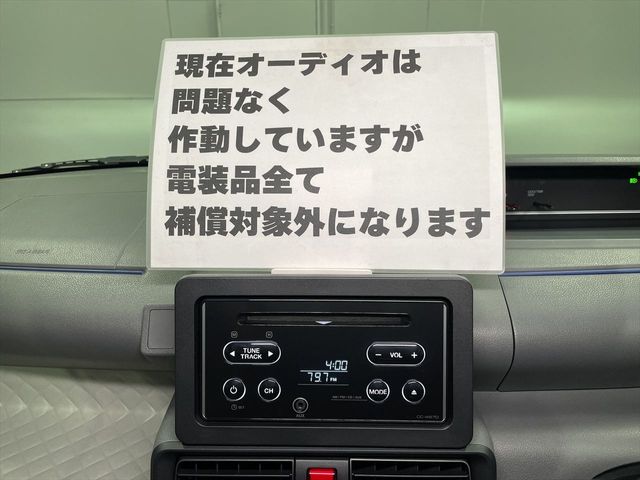 現在オーディオは
問題なく
作動していますが
電装品全て
補償対象外になります
TUNE
TRACK
4:00
79.7 FM
− VOL +
CH
MODE
AUX